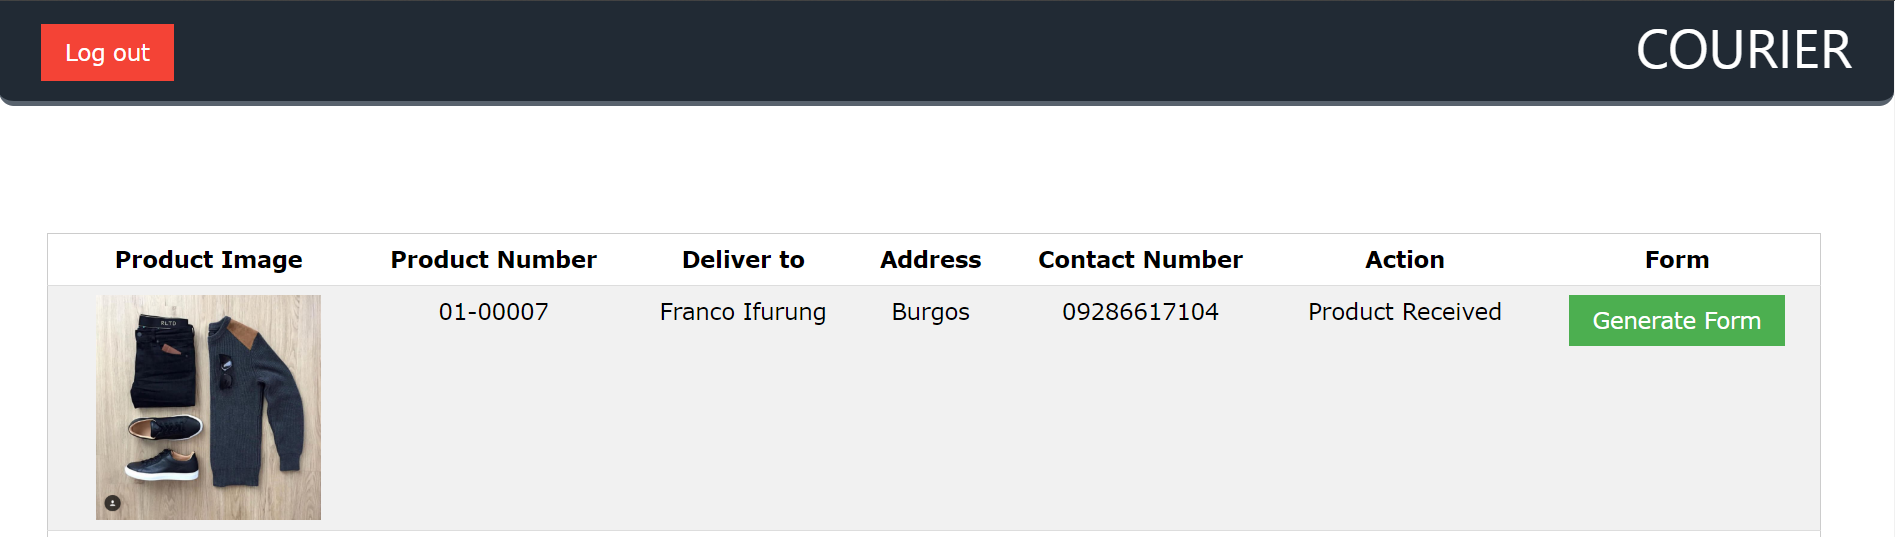 Log out
COURIER
Product Image Product Number Deliver to Address Contact Number Action Form
01-00007 Franco Ifurung Burgos 09286617104 Product Received Generate Form
RLTD